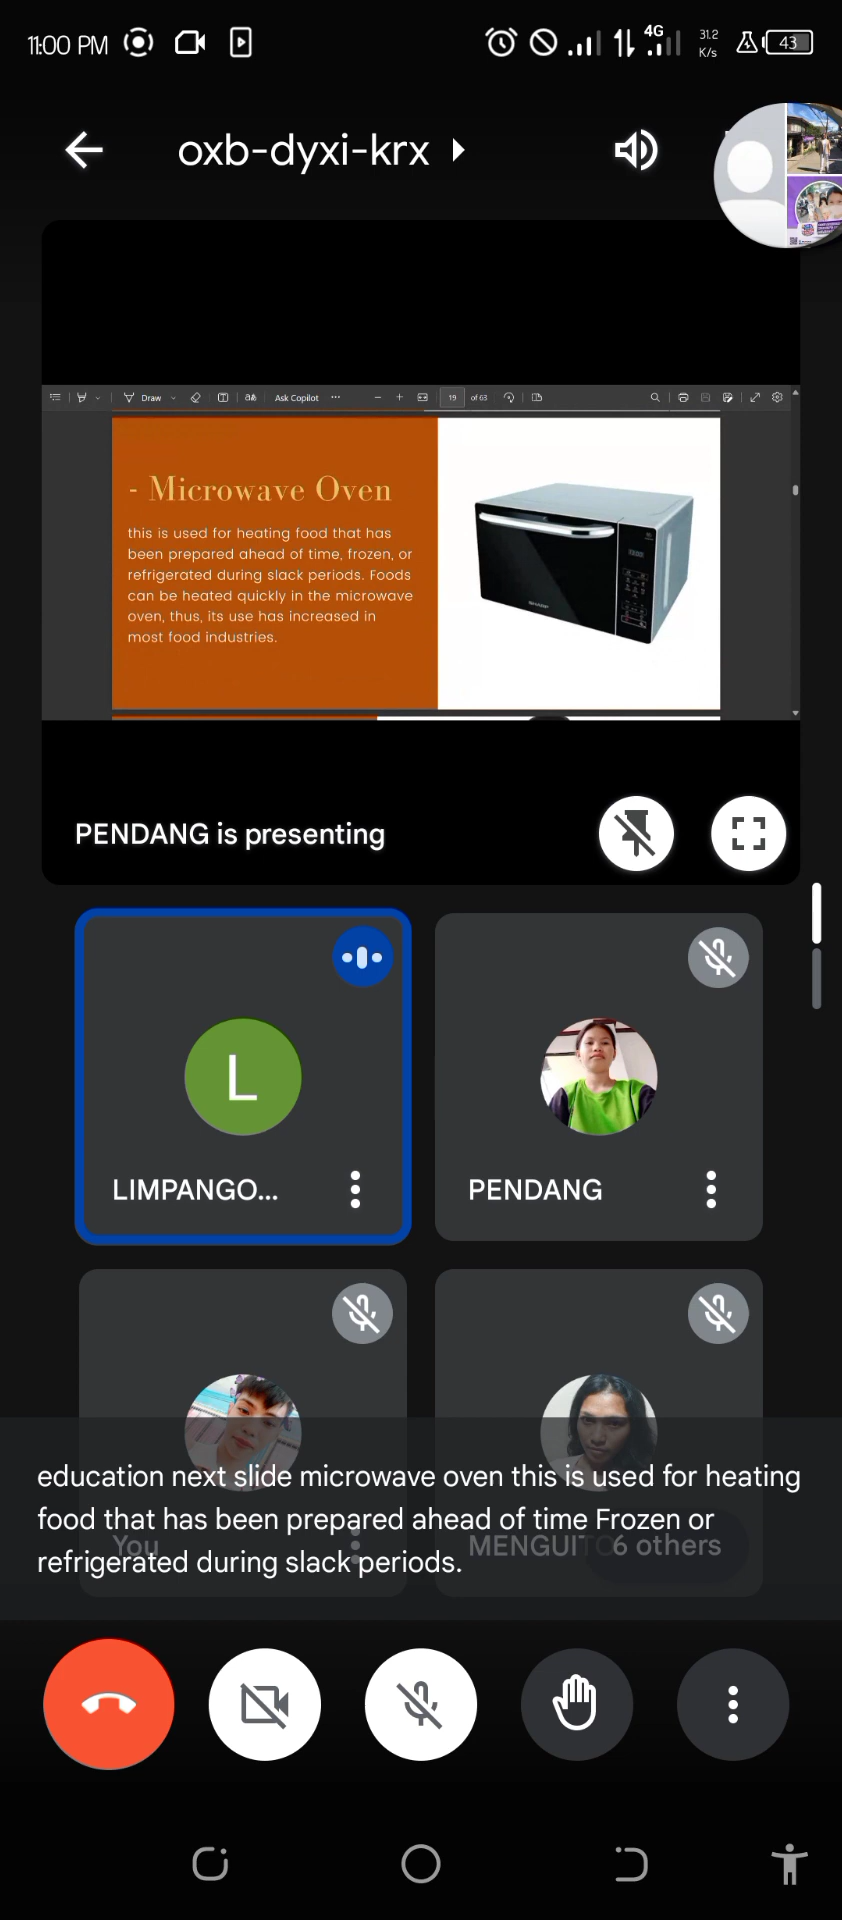 11:00 PM
4G
31.2
K/s
43
oxb-dyxi-krx
Draw
aあ
Ask Copilot
19
of 63
- Microwave Oven
this is used for heating food that has
been prepared ahead of time, frozen, or
refrigerated during slack periods. Foods
can be heated quickly in the microwave
oven, thus, its use has increased in
most food industries.
SHARP
PENDANG is presenting
L
LIMPANGO...
PENDANG
education next slide microwave oven this is used for heating
food that has been prepared ahead of time Frozen or
refrigerated during slack periods.
You
MENGUITO
6 others